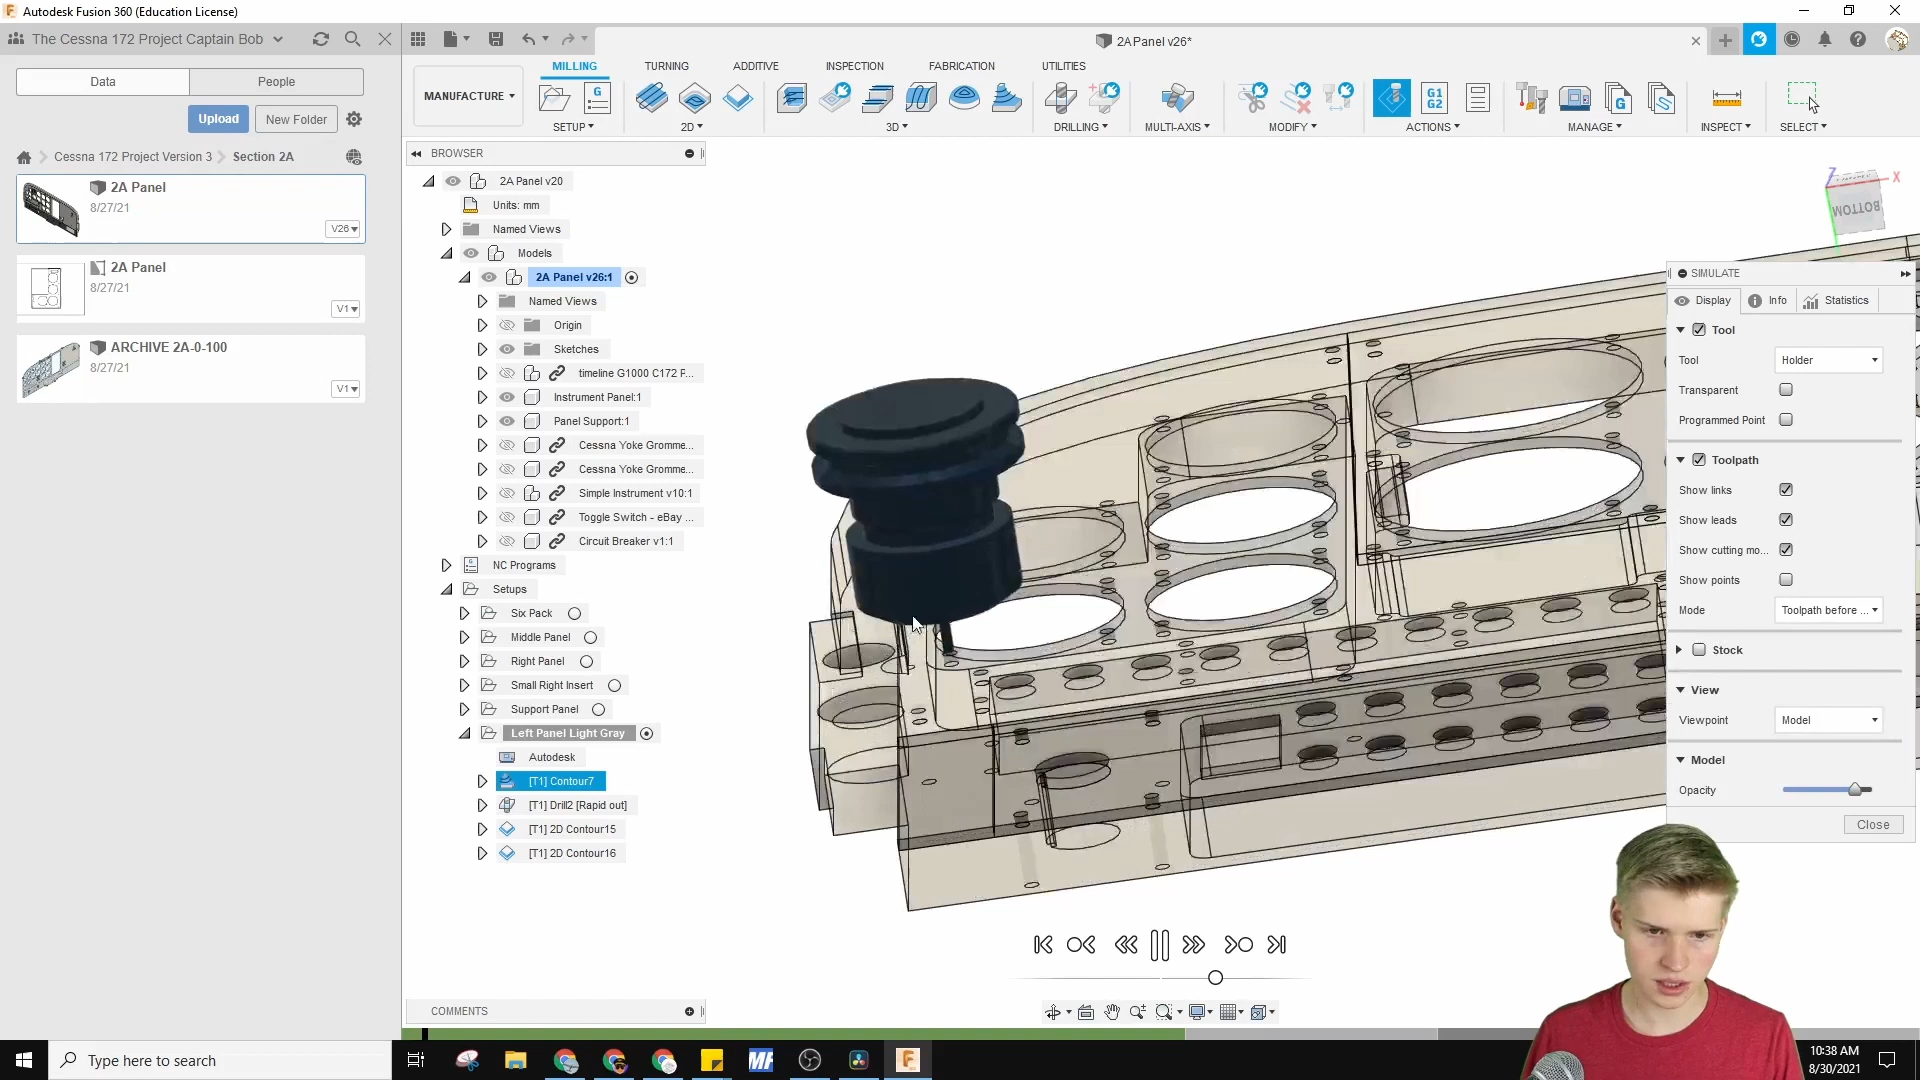 Autodesk Fusion 360 (Education License)
The Cessna 172 Project Captain Bob
2A Panel v26*
Data
People
Upload
New Folder
Cessna 172 Project Version 3
Section 2A
2A Panel
8/27/21
V26
2A Panel
8/27/21
V1
ARCHIVE 2A-0-100
8/27/21
V1
MILLING
TURNING
ADDITIVE
INSPECTION
FABRICATION
UTILITIES
MANUFACTURE
G
G1
G2
G
SETUP
2D
3D
DRILLING
MULTI-AXIS
MODIFY
ACTIONS
MANAGE
INSPECT
SELECT
BROWSER
2A Panel v20
Units: mm
Named Views
Models
2A Panel v26:1
Named Views
Origin
Sketches
timeline G1000 C172 F...
Instrument Panel:1
Panel Support:1
Cessna Yoke Gromme...
Cessna Yoke Gromme...
Simple Instrument v10:1
Toggle Switch - eBay ...
Circuit Breaker v1:1
NC Programs
Setups
Six Pack
Middle Panel
Right Panel
Small Right Insert
Support Panel
Left Panel Light Gray
Autodesk
[T1] Contour7
[T1] Drill2 [Rapid out]
[T1] 2D Contour15
[T1] 2D Contour16
COMMENTS
Z
X
BOTTOM
SIMULATE
Display
Info
Statistics
Tool
Tool
Holder
Transparent
Programmed Point
Toolpath
Show links
Show leads
Show cutting mo...
Show points
Mode
Toolpath before ...
Stock
View
Viewpoint
Model
Model
Opacity
Close
Type here to search
MF
F
10:38 AM
8/30/2021